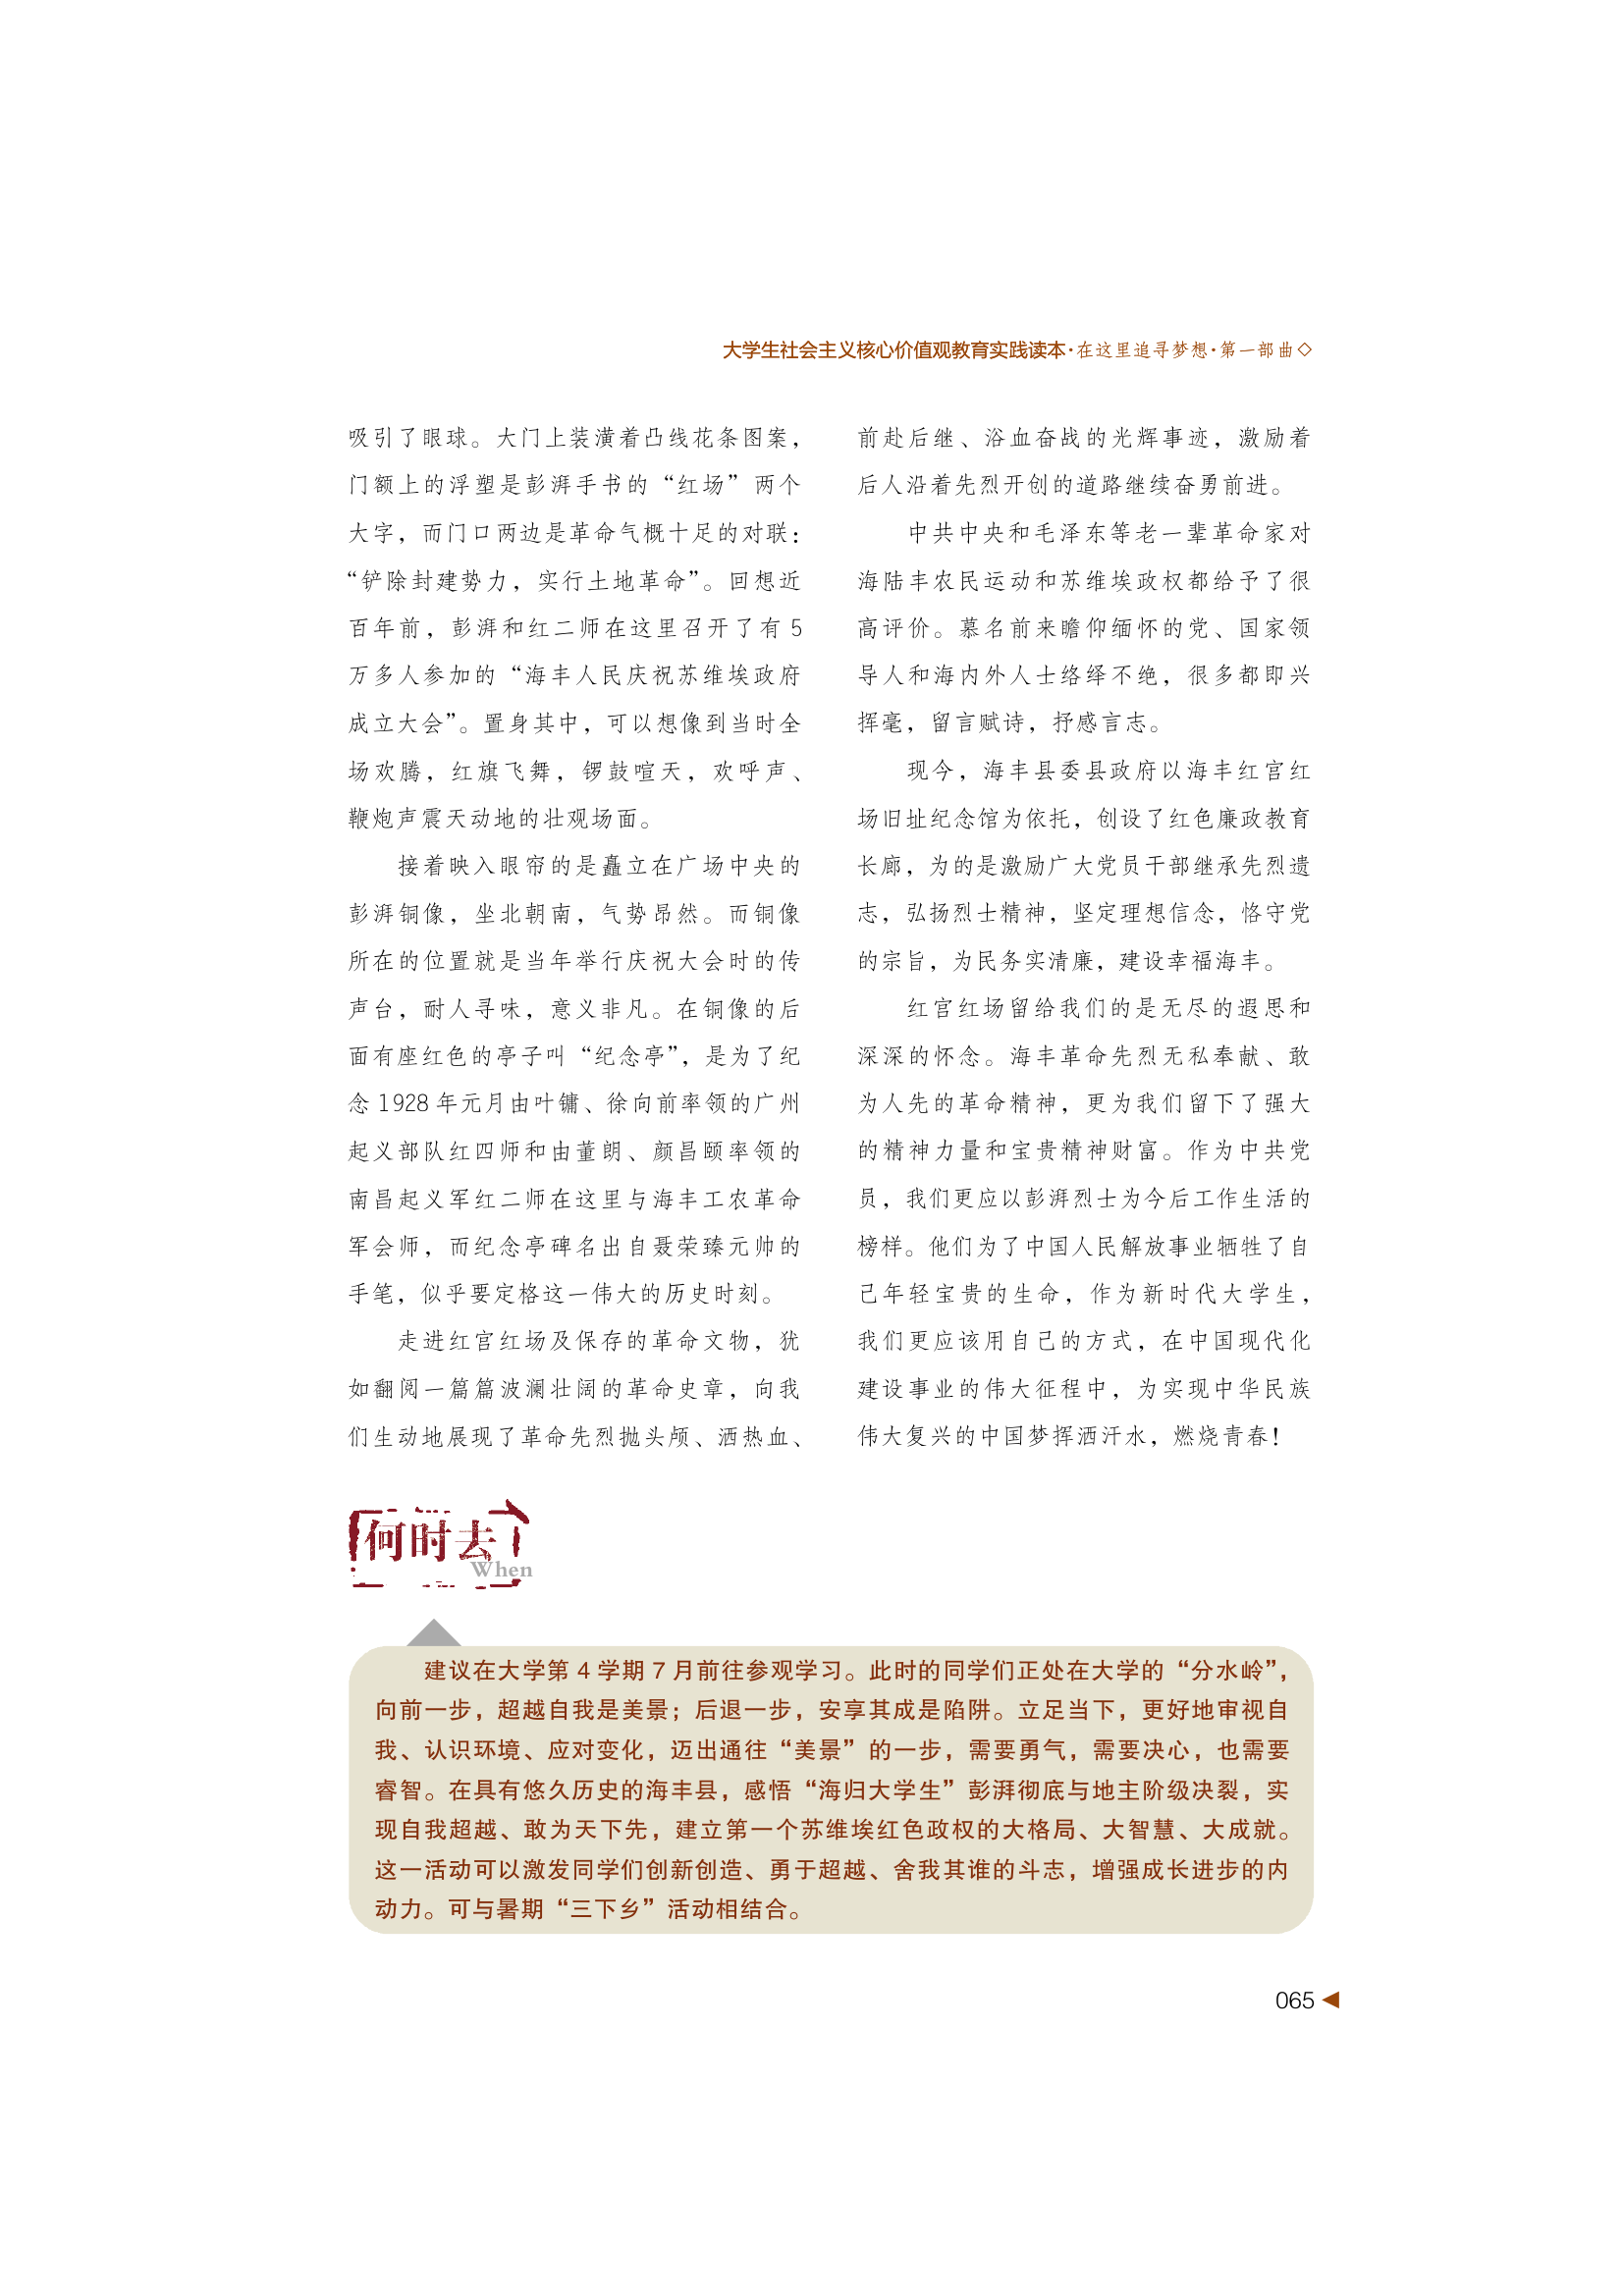 大学生社会主义核心价值观教育实践读本·在这里追寻梦想·第一部曲◇
吸引了眼球。大门上装潢着凸线花条图案，
门额上的浮塑是彭湃手书的“红场”两个
大字，而门口两边是革命气概十足的对联：
“铲除封建势力，实行土地革命”。回想近
百年前，彭湃和红二师在这里召开了有 5
万多人参加的“海丰人民庆祝苏维埃政府
成立大会”。置身其中，可以想像到当时全
场欢腾，红旗飞舞，锣鼓喧天，欢呼声、
鞭炮声震天动地的壮观场面。
接着映入眼帘的是矗立在广场中央的
彭湃铜像，坐北朝南，气势昂然。而铜像
所在的位置就是当年举行庆祝大会时的传
声台，耐人寻味，意义非凡。在铜像的后
面有座红色的亭子叫“纪念亭”，是为了纪
念 1928 年元月由叶镛、徐向前率领的广州
起义部队红四师和由董朗、颜昌颐率领的
南昌起义军红二师在这里与海丰工农革命
军会师，而纪念亭碑名出自聂荣臻元帅的
手笔，似乎要定格这一伟大的历史时刻。
走进红宫红场及保存的革命文物，犹
如翻阅一篇篇波澜壮阔的革命史章，向我
们生动地展现了革命先烈抛头颅、洒热血、
前赴后继、浴血奋战的光辉事迹，激励着
后人沿着先烈开创的道路继续奋勇前进。
中共中央和毛泽东等老一辈革命家对
海陆丰农民运动和苏维埃政权都给予了很
高评价。慕名前来瞻仰缅怀的党、国家领
导人和海内外人士络绎不绝，很多都即兴
挥毫，留言赋诗，抒感言志。
现今，海丰县委县政府以海丰红宫红
场旧址纪念馆为依托，创设了红色廉政教育
长廊，为的是激励广大党员干部继承先烈遗
志，弘扬烈士精神，坚定理想信念，恪守党
的宗旨，为民务实清廉，建设幸福海丰。
红宫红场留给我们的是无尽的遐思和
深深的怀念。海丰革命先烈无私奉献、敢
为人先的革命精神，更为我们留下了强大
的精神力量和宝贵精神财富。作为中共党
员，我们更应以彭湃烈士为今后工作生活的
榜样。他们为了中国人民解放事业牺牲了自
己年轻宝贵的生命，作为新时代大学生，
我们更应该用自己的方式，在中国现代化
建设事业的伟大征程中，为实现中华民族
伟大复兴的中国梦挥洒汗水，燃烧青春！
何时去
When
建议在大学第 4 学期 7 月前往参观学习。此时的同学们正处在大学的“分水岭”，
向前一步，超越自我是美景；后退一步，安享其成是陷阱。立足当下，更好地审视自
我、认识环境、应对变化，迈出通往“美景”的一步，需要勇气，需要决心，也需要
睿智。在具有悠久历史的海丰县，感悟“海归大学生”彭湃彻底与地主阶级决裂，实
现自我超越、敢为天下先，建立第一个苏维埃红色政权的大格局、大智慧、大成就。
这一活动可以激发同学们创新创造、勇于超越、舍我其谁的斗志，增强成长进步的内
动力。可与暑期“三下乡”活动相结合。
065